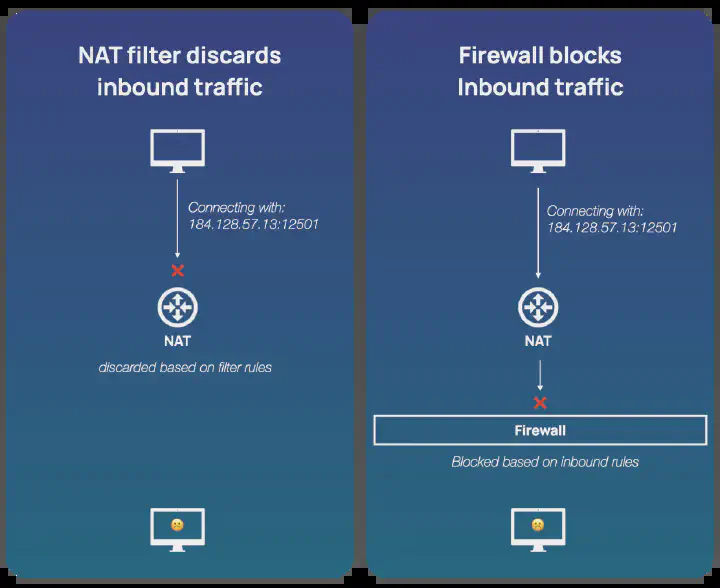 NAT filter discards
inbound traffic
Connecting with:
184.128.57.13:12501
NAT
discarded based on filter rules
Firewall blocks
Inbound traffic
Connecting with:
184.128.57.13:12501
NAT
Firewall
Blocked based on inbound rules